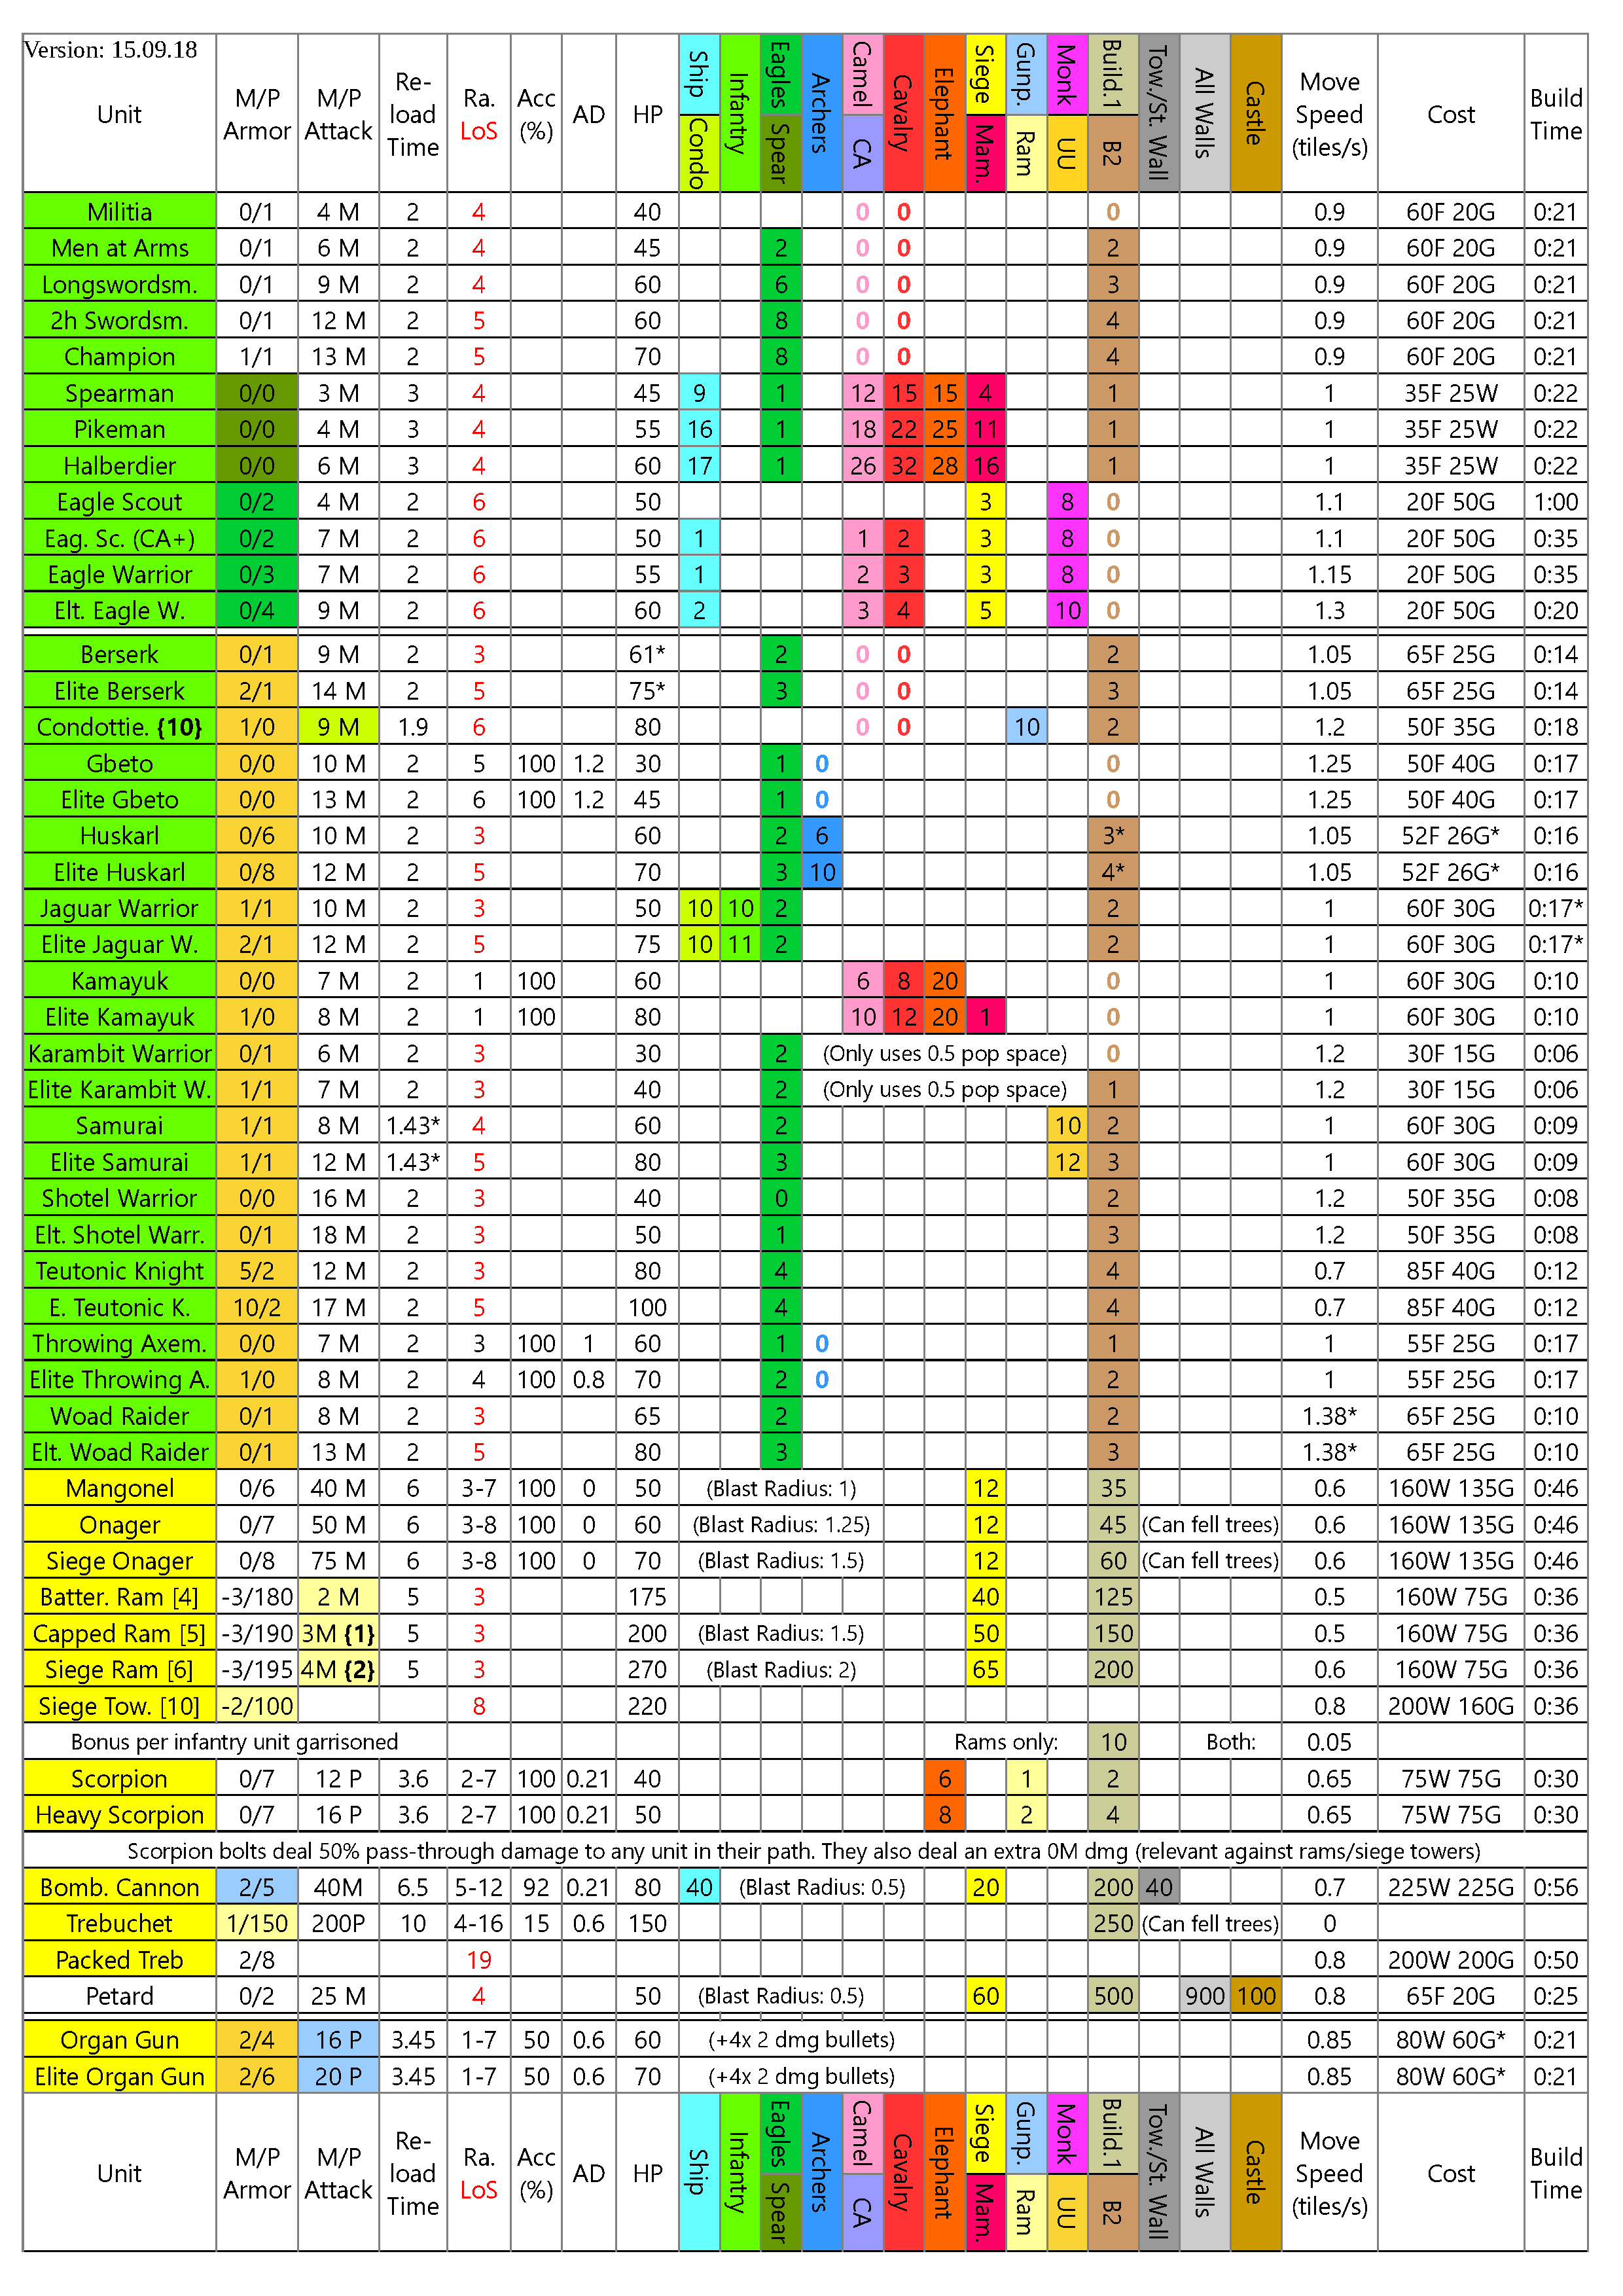 Version: 15.09.18
Unit M/P Armor M/P Attack Re-load Time Ra. LoS Acc (%) AD HP Ship Condo Infantry Eagles Spear Archers Camel CA Cavalry Elephant Siege Mam. Gunp. Ram Monk UU Build.1 B2 Tow./St. Wall All Walls Castle Move Speed (tiles/s) Cost Build Time
Militia 0/1 4 M 2 4 40 0 0 0 0.9 60F 20G 0:21
Men at Arms 0/1 6 M 2 4 45 2 0 0 2 0.9 60F 20G 0:21
Longswordsm. 0/1 9 M 2 4 60 6 0 0 3 0.9 60F 20G 0:21
2h Swordsm. 0/1 12 M 2 5 60 8 0 0 4 0.9 60F 20G 0:21
Champion 1/1 13 M 2 5 70 8 0 0 4 0.9 60F 20G 0:21
Spearman 0/0 3 M 3 4 45 9 1 12 15 15 4 1 1 35F 25W 0:22
Pikeman 0/0 4 M 3 4 55 16 1 18 22 25 11 1 1 35F 25W 0:22
Halberdier 0/0 6 M 3 4 60 17 1 26 32 28 16 1 1 35F 25W 0:22
Eagle Scout 0/2 4 M 2 6 50 3 8 0 1.1 20F 50G 1:00
Eag. Sc. (CA+) 0/2 7 M 2 6 50 1 1 2 3 8 0 1.1 20F 50G 0:35
Eagle Warrior 0/3 7 M 2 6 55 1 2 3 3 8 0 1.15 20F 50G 0:35
Elt. Eagle W. 0/4 9 M 2 6 60 2 3 4 5 10 0 1.3 20F 50G 0:20
Berserk 0/1 9 M 2 3 61* 2 0 0 2 1.05 65F 25G 0:14
Elite Berserk 2/1 14 M 2 5 75* 3 0 0 3 1.05 65F 25G 0:14
Condottie. {10} 1/0 9 M 1.9 6 80 0 0 10 2 1.2 50F 35G 0:18
Gbeto 0/0 10 M 2 5 100 1.2 30 1 0 0 1.25 50F 40G 0:17
Elite Gbeto 0/0 13 M 2 6 100 1.2 45 1 0 0 1.25 50F 40G 0:17
Huskarl 0/6 10 M 2 3 60 2 6 3* 1.05 52F 26G* 0:16
Elite Huskarl 0/8 12 M 2 5 70 3 10 4* 1.05 52F 26G* 0:16
Jaguar Warrior 1/1 10 M 2 3 50 10 10 2 2 1 60F 30G 0:17*
Elite Jaguar W. 2/1 12 M 2 5 75 10 11 2 2 1 60F 30G 0:17*
Kamayuk 0/0 7 M 2 1 100 60 6 8 20 0 1 60F 30G 0:10
Elite Kamayuk 1/0 8 M 2 1 100 80 10 12 20 1 0 1 60F 30G 0:10
Karambit Warrior 0/1 6 M 2 3 30 2 (Only uses 0.5 pop space) 0 1.2 30F 15G 0:06
Elite Karambit W. 1/1 7 M 2 3 40 2 (Only uses 0.5 pop space) 1 1.2 30F 15G 0:06
Samurai 1/1 8 M 1.43* 4 60 2 10 2 1 60F 30G 0:09
Elite Samurai 1/1 12 M 1.43* 5 80 3 12 3 1 60F 30G 0:09
Shotel Warrior 0/0 16 M 2 3 40 0 2 1.2 50F 35G 0:08
Elt. Shotel Warr. 0/1 18 M 2 3 50 1 3 1.2 50F 35G 0:08
Teutonic Knight 5/2 12 M 2 3 80 4 4 0.7 85F 40G 0:12
E. Teutonic K. 10/2 17 M 2 5 100 4 4 0.7 85F 40G 0:12
Throwing Axem. 0/0 7 M 2 3 100 1 60 1 0 1 1 55F 25G 0:17
Elite Throwing A. 1/0 8 M 2 4 100 0.8 70 2 0 2 1 55F 25G 0:17
Woad Raider 0/1 8 M 2 3 65 2 2 1.38* 65F 25G 0:10
Elt. Woad Raider 0/1 13 M 2 5 80 3 3 1.38* 65F 25G 0:10
Mangonel 0/6 40 M 6 3-7 100 0 50 (Blast Radius: 1) 12 35 0.6 160W 135G 0:46
Onager 0/7 50 M 6 3-8 100 0 60 (Blast Radius: 1.25) 12 45 (Can fell trees) 0.6 160W 135G 0:46
Siege Onager 0/8 75 M 6 3-8 100 0 70 (Blast Radius: 1.5) 12 60 (Can fell trees) 0.6 160W 135G 0:46
Batter. Ram [4] -3/180 2 M 5 3 175 40 125 0.5 160W 75G 0:36
Capped Ram [5] -3/190 3M {1} 5 3 200 (Blast Radius: 1.5) 50 150 0.5 160W 75G 0:36
Siege Ram [6] -3/195 4M {2} 5 3 270 (Blast Radius: 2) 65 200 0.6 160W 75G 0:36
Siege Tow. [10] -2/100 8 220 0.8 200W 160G 0:36
Bonus per infantry unit garrisoned Rams only: 10 Both: 0.05
Scorpion 0/7 12 P 3.6 2-7 100 0.21 40 6 1 2 0.65 75W 75G 0:30
Heavy Scorpion 0/7 16 P 3.6 2-7 100 0.21 50 8 2 4 0.65 75W 75G 0:30
Scorpion bolts deal 50% pass-through damage to any unit in their path. They also deal an extra 0M dmg (relevant against rams/siege towers)
Bomb. Cannon 2/5 40M 6.5 5-12 92 0.21 80 40 (Blast Radius: 0.5) 20 200 40 0.7 225W 225G 0:56
Trebuchet 1/150 200P 10 4-16 15 0.6 150 250 (Can fell trees) 0
Packed Treb 2/8 19 0.8 200W 200G 0:50
Petard 0/2 25 M 4 50 (Blast Radius: 0.5) 60 500 900 100 0.8 65F 20G 0:25
Organ Gun 2/4 16 P 3.45 1-7 50 0.6 60 (+4x 2 dmg bullets) 0.85 80W 60G* 0:21
Elite Organ Gun 2/6 20 P 3.45 1-7 50 0.6 70 (+4x 2 dmg bullets) 0.85 80W 60G* 0:21
Unit M/P Armor M/P Attack Re-load Time Ra. LoS Acc (%) AD HP Ship Infantry Eagles Spear Archers Camel CA Cavalry Elephant Siege Mam. Gunp. Ram Monk UU Build.1 B2 Tow./St. Wall All Walls Castle Move Speed (tiles/s) Cost Build Time